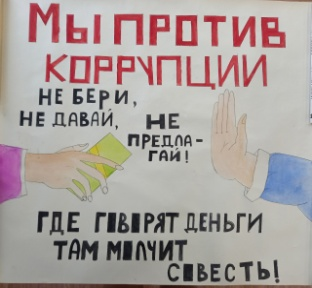 Мы против
коррупции
Не бери,
не давай,
не
предла-
гай!
Где говорят деньги
там молчит
совесть!